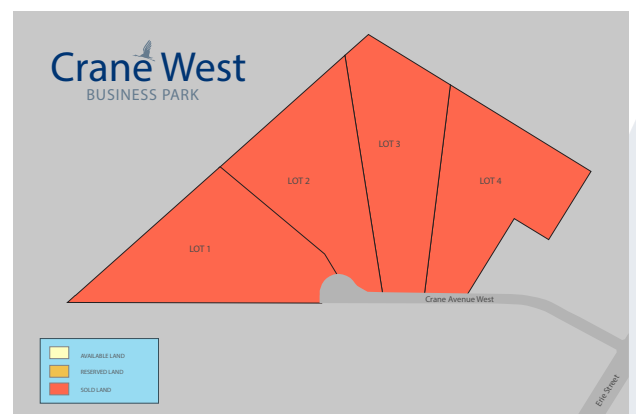 Crane West
BUSINESS PARK
LOT 3
LOT 2
LOT 4
LOT 1
Crane Avenue West
AVAILABLE LAND
RESERVED LAND
SOLD LAND
Erie Street